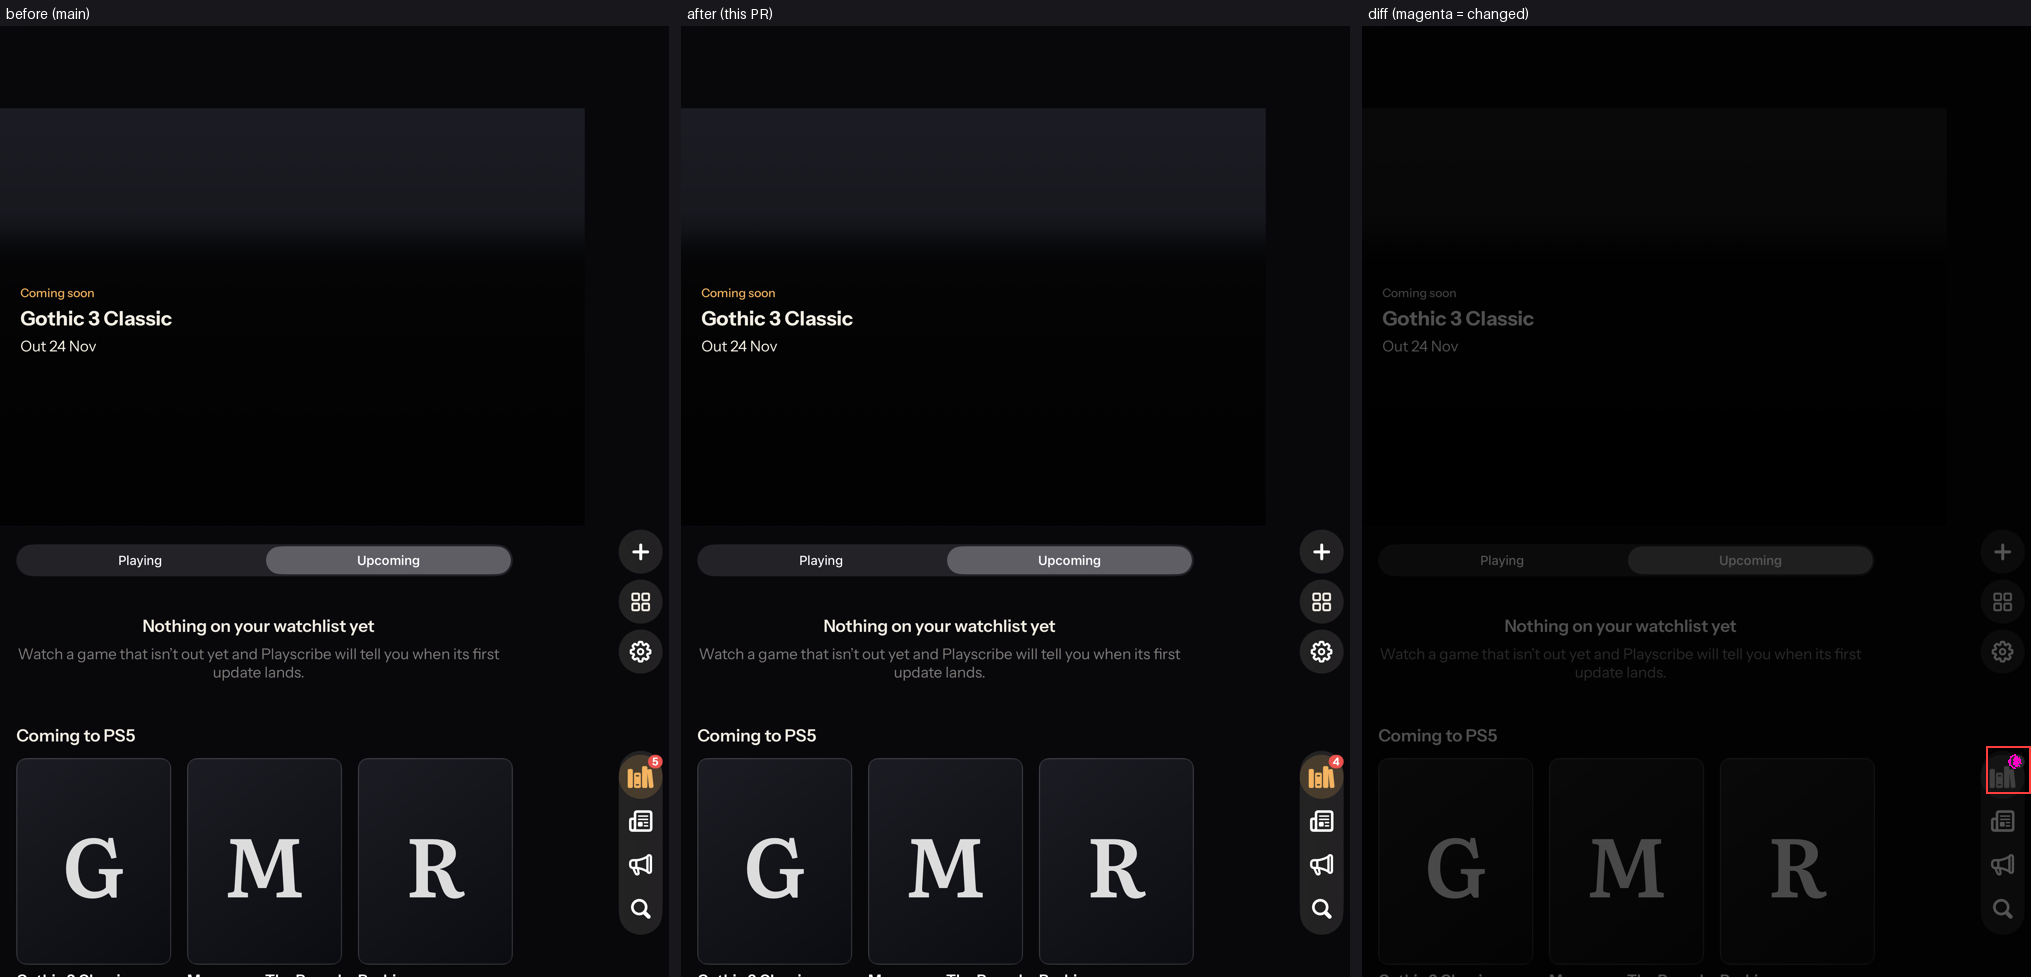 before (main)
after (this PR)
diff (magenta = changed)
Coming soon
Gothic 3 Classic
Out 24 Nov
Playing
Upcoming
Nothing on your watchlist yet
Watch a game that isn't out yet and Playscribe will tell you when its first
update lands.
Coming to PS5
5
G
M
R
Coming soon
Gothic 3 Classic
Out 24 Nov
Playing
Upcoming
Nothing on your watchlist yet
Watch a game that isn't out yet and Playscribe will tell you when its first
update lands.
Coming to PS5
4
G
M
R
Coming soon
Gothic 3 Classic
Out 24 Nov
Playing
Upcoming
Nothing on your watchlist yet
Watch a game that isn't out yet and Playscribe will tell you when its first
update lands.
Coming to PS5
G
M
R